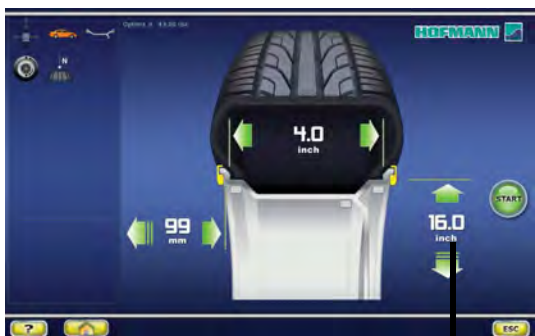 HOFMANN
N
4.0
inch
99
mm
16.0
inch
START
?
ESC